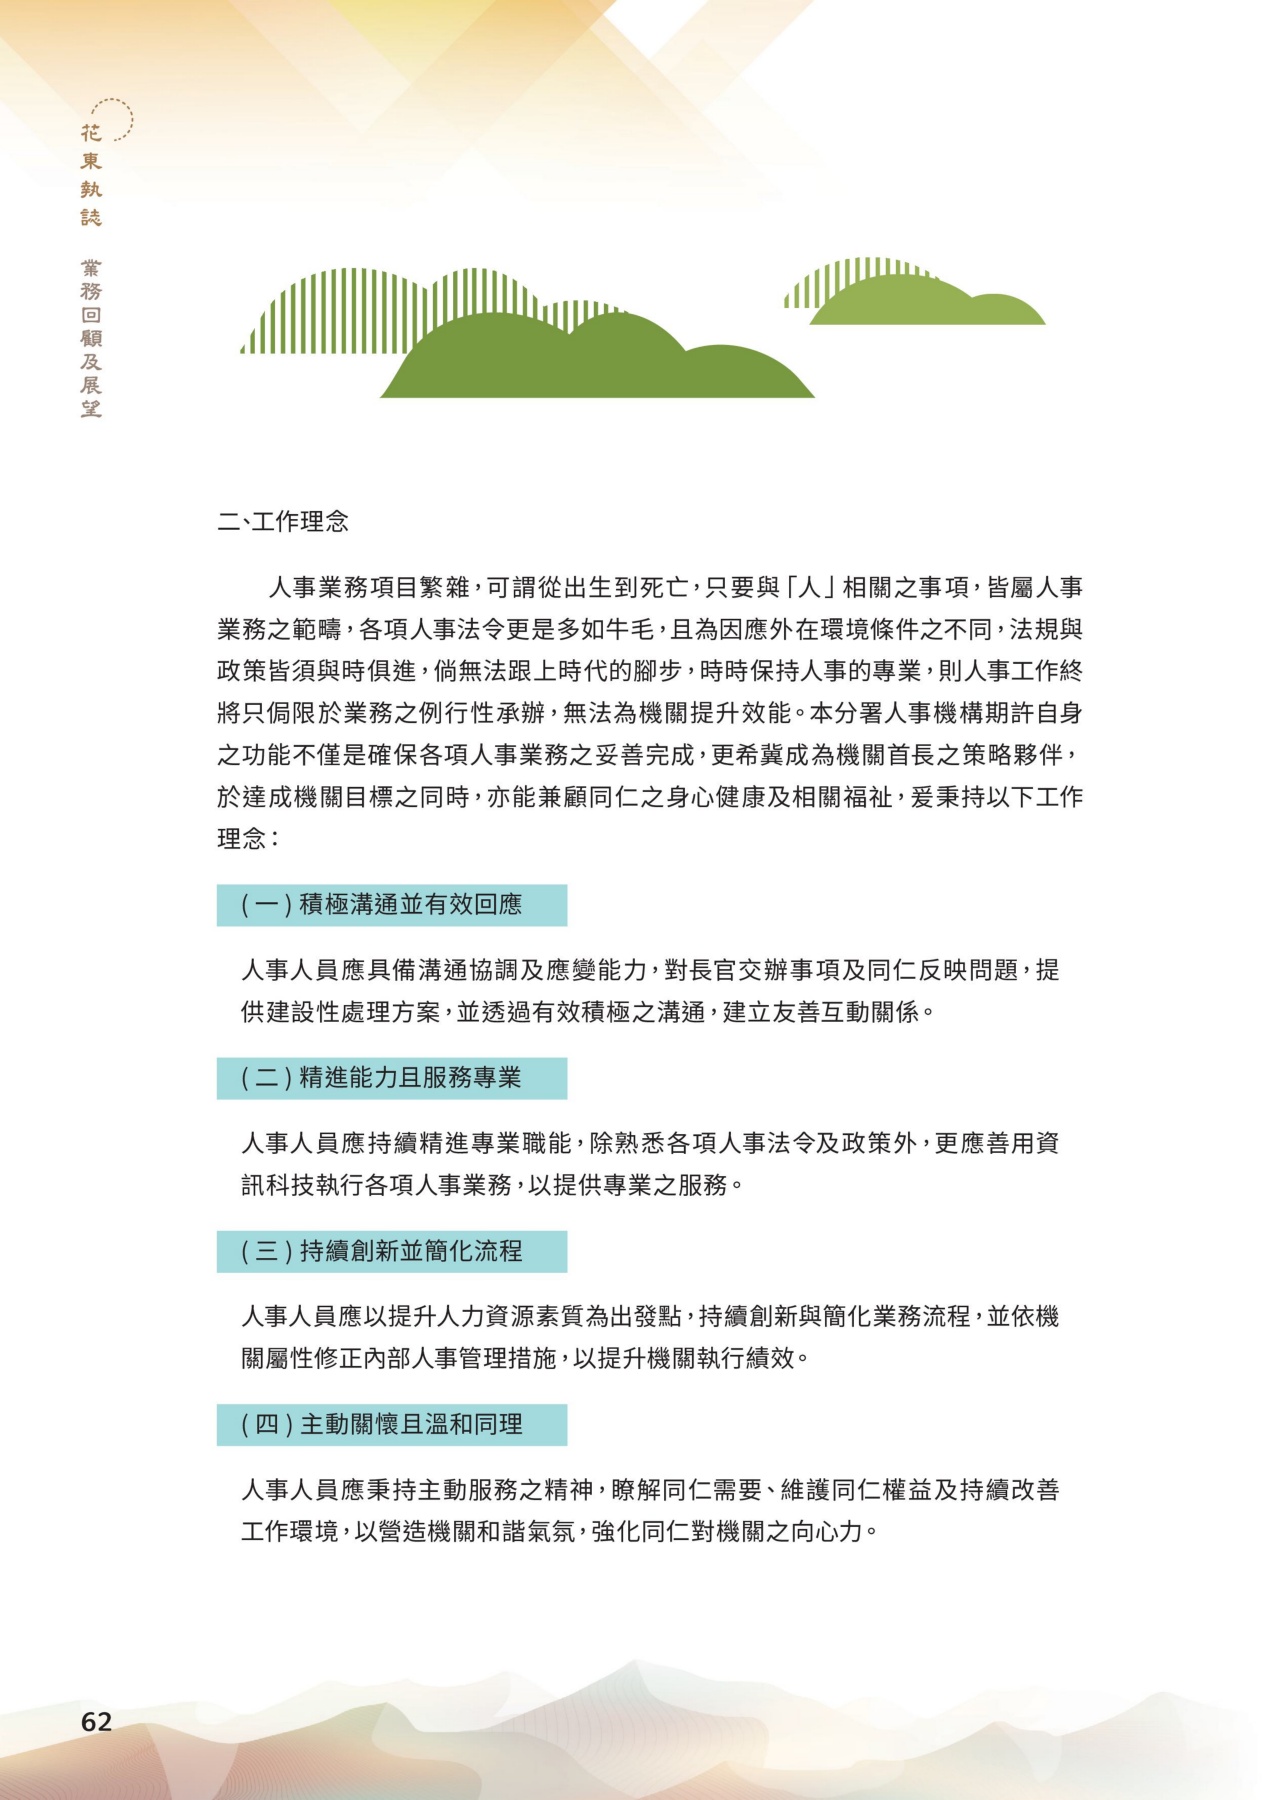 花東執誌
業務回顧及展望
二、工作理念
人事業務項目繁雜，可謂從出生到死亡，只要與「人」相關之事項，皆屬人事
業務之範疇，各項人事法令更是多如牛毛，且為因應外在環境條件之不同，法規與
政策皆須與時俱進，倘無法跟上時代的腳步，時時保持人事的專業，則人事工作終
將只侷限於業務之例行性承辦，無法為機關提升效能。本分署人事機構期許自身
之功能不僅是確保各項人事業務之妥善完成，更希冀成為機關首長之策略夥伴，
於達成機關目標之同時，亦能兼顧同仁之身心健康及相關福祉，爰秉持以下工作
理念：
( 一 ) 積極溝通並有效回應
人事人員應具備溝通協調及應變能力，對長官交辦事項及同仁反映問題，提
供建設性處理方案，並透過有效積極之溝通，建立友善互動關係。
( 二 ) 精進能力且服務專業
人事人員應持續精進專業職能，除熟悉各項人事法令及政策外，更應善用資
訊科技執行各項人事業務，以提供專業之服務。
( 三 ) 持續創新並簡化流程
人事人員應以提升人力資源素質為出發點，持續創新與簡化業務流程，並依機
關屬性修正內部人事管理措施，以提升機關執行績效。
( 四 ) 主動關懷且溫和同理
人事人員應秉持主動服務之精神，瞭解同仁需要、維護同仁權益及持續改善
工作環境，以營造機關和諧氣氛，強化同仁對機關之向心力。
62